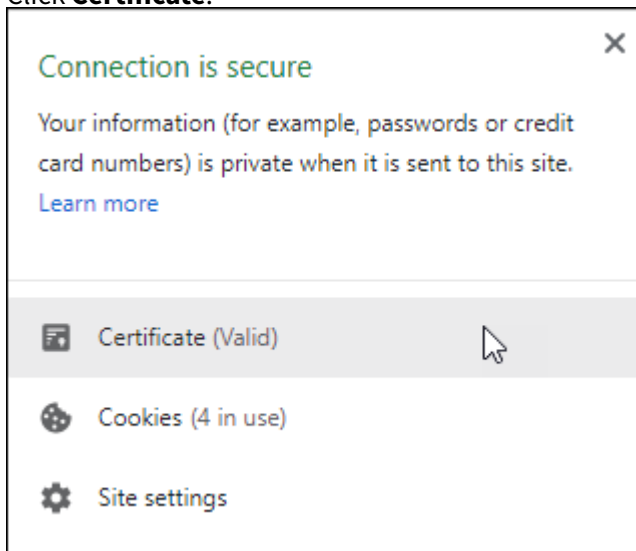 Click Certificate.
Connection is secure
Your information (for example, passwords or credit
card numbers) is private when it is sent to this site.
Learn more
Certificate (Valid)
Cookies (4 in use)
Site settings